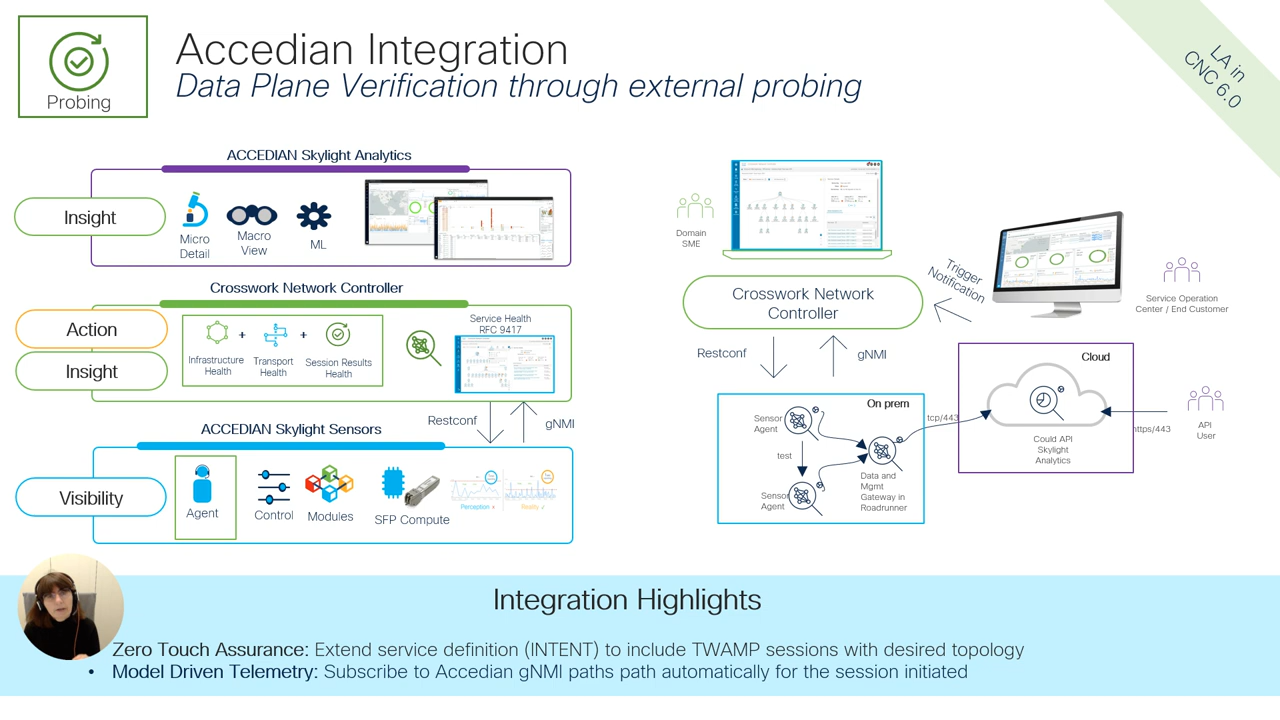 Probing
Accedian Integration
Data Plane Verification through external probing
LA in
CNC 6.0
ACCEDIAN Skylight Analytics
Insight
Micro
Detail
Macro
View
ML
Crosswork Network Controller
Action
Insight
Infrastructure
Health
+
Transport
Health
+
Session Results
Health
Service Health
RFC 9417
Restconf
gNMI
ACCEDIAN Skylight Sensors
Visibility
Agent
Control
Modules
SFP Compute
Perception
Reality
Domain
SME
Crosswork Network
Controller
Trigger
Notification
Service Operation
Center / End Customer
Restconf
gNMI
On prem
Sensor
Agent
test
Sensor
Agent
Data and
Mgmt
Gateway in
Roadrunner
tcp/443
Cloud
Could API
Skylight
Analytics
https/443
API
User
Integration Highlights
Zero Touch Assurance: Extend service definition (INTENT) to include TWAMP sessions with desired topology
• Model Driven Telemetry: Subscribe to Accedian gNMI paths path automatically for the session initiated